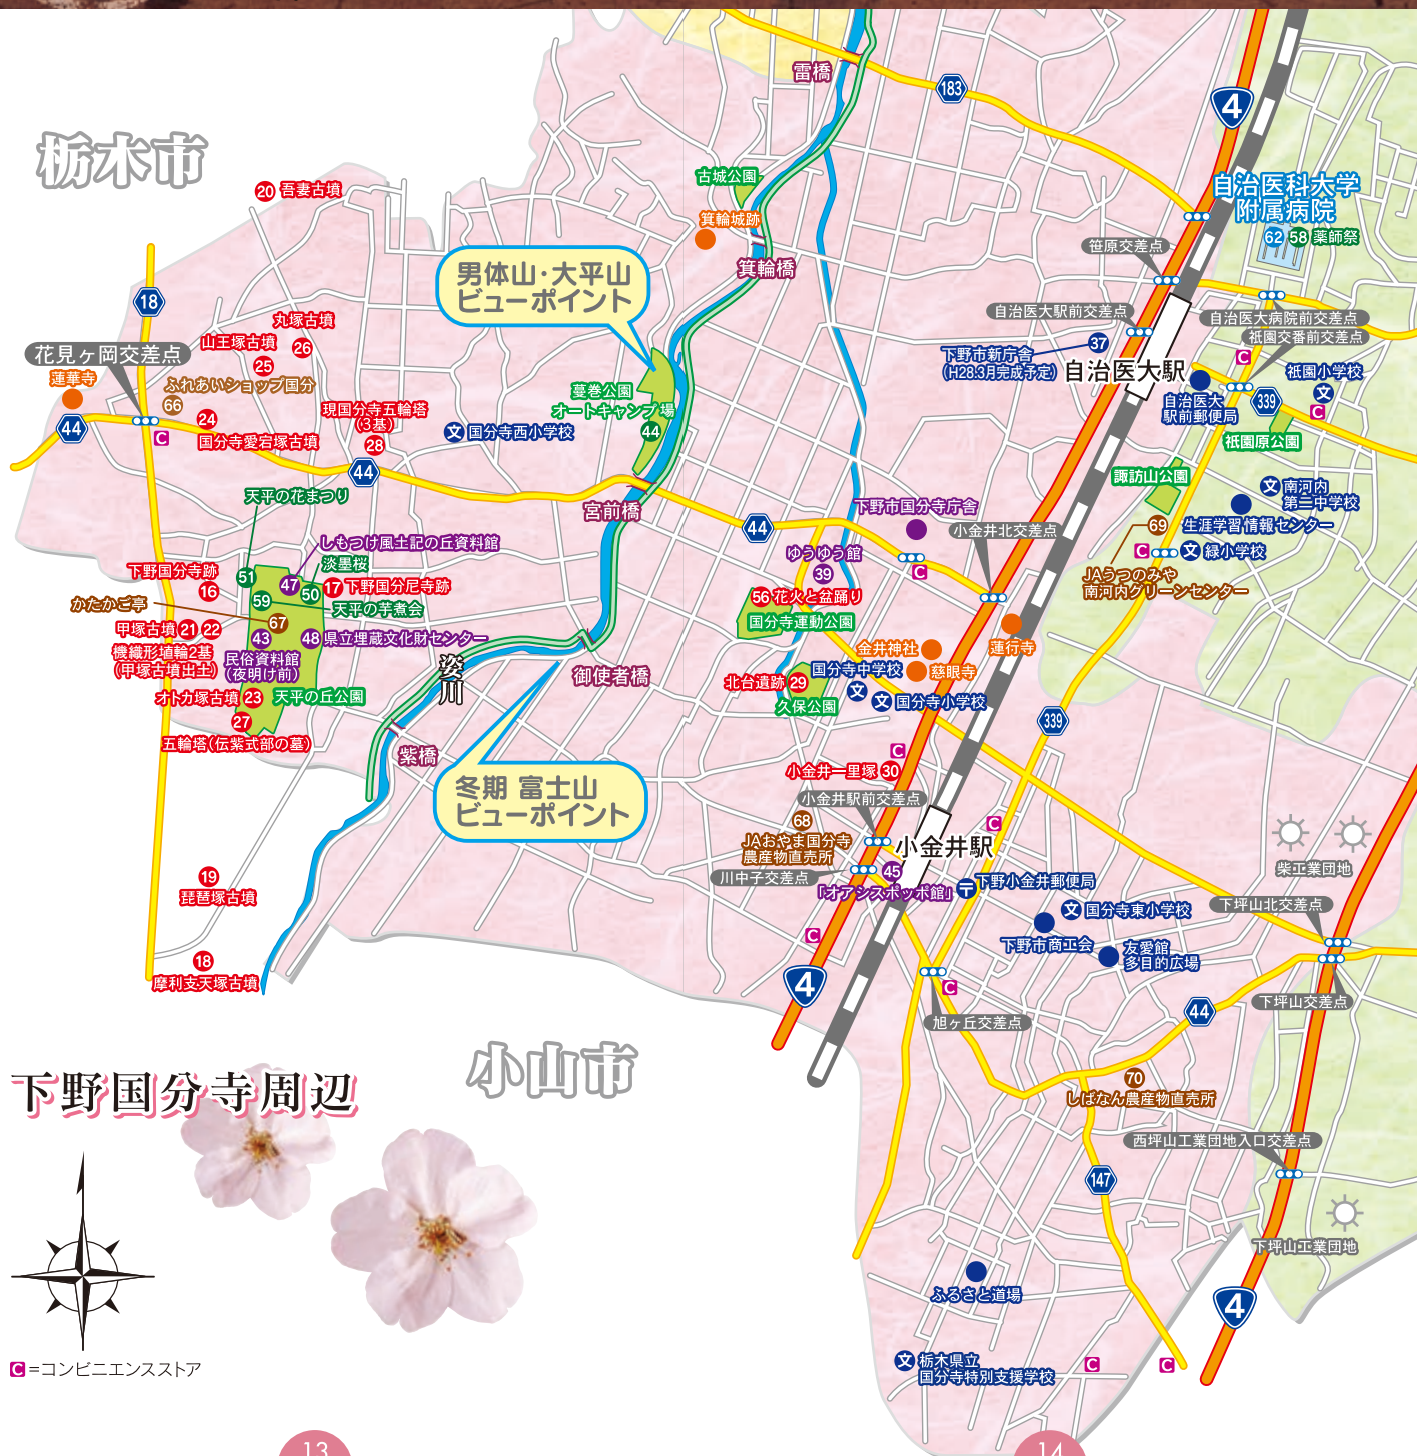 雷橋
183
4
栃木市
古城公園
箕輪城跡
自治医科大学
附属病院
62
58 薬師祭
20 吾妻古墳
箕輪橋
笹原交差点
男体山・大平山
ビューポイント
18
自治医大駅前交差点
自治医大病院前交差点
祇園交番前交差点
丸塚古墳
26
山王塚古墳
25
花見ヶ岡交差点
蓮華寺
ふれあいショップ国分
66
37
下野市新庁舎
(H28.3月完成予定)
自治医大駅
C
祇園小学校
文
C
自治医大
駅前郵便局
339
祇園原公園
蔓巻公園
オートキャンプ場
44
44
C
24
国分寺愛宕塚古墳
現国分寺五輪塔
(3基)
28
文 国分寺西小学校
44
諏訪山公園
文 南河内
第二中学校
天平の花まつり
宮前橋
44
下野市国分寺庁舎
小金井北交差点
69
生涯学習情報センター
C
文 緑小学校
JAうつのみや
南河内グリーンセンター
しもつけ風土記の丘資料館
淡墨桜
ゆうゆう館
39
C
下野国分寺跡
16
51
47
50
17 下野国分尼寺跡
59
天平の芋煮会
かたかご亭
67
56 花火と盆踊り
国分寺運動公園
甲塚古墳 21 22
機織形埴輪2基
(甲塚古墳出土)
43
民俗資料館
(夜明け前)
48 県立埋蔵文化財センター
金井神社
蓮行寺
姿川
御使者橋
国分寺中学校
文
慈眼寺
北台遺跡 29
久保公園
文 国分寺小学校
オトカ塚古墳 23
天平の丘公園
27
五輪塔(伝紫式部の墓)
339
紫橋
C
小金井一里塚 30
冬期 富士山
ビューポイント
小金井駅前交差点
68
JAおやま国分寺
農産物直売所
C
小金井駅
柴工業団地
川中子交差点
45
「オアシスポッポ館」
〒 下野小金井郵便局
19
琵琶塚古墳
文 国分寺東小学校
下坪山北交差点
C
下野市商工会
友愛館
多目的広場
18
摩利支天塚古墳
4
C
44
下坪山交差点
旭ヶ丘交差点
小山市
下野国分寺周辺
70
しばなん農産物直売所
西坪山工業団地入口交差点
147
下坪山工業団地
ふるさと道場
4
C=コンビニエンスストア
文 栃木県立
国分寺特別支援学校
C
C
13
14